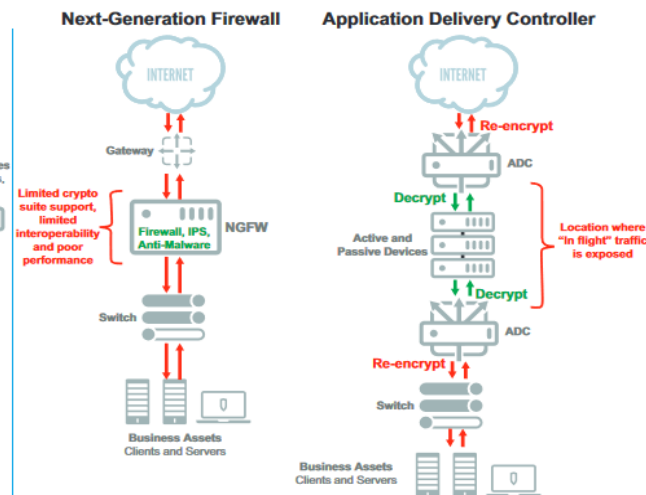 Next-Generation Firewall
INTERNET
Gateway
Limited crypto
suite support,
limited
interoperability
and poor
performance
Firewall, IPS,
Anti-Malware
NGFW
Switch
Business Assets
Clients and Servers
Application Delivery Controller
INTERNET
Re-encrypt
ADC
Decrypt
Active and
Passive Devices
Location where
“In flight” traffic
is exposed
Decrypt
ADC
Re-encrypt
Switch
Business Assets
Clients and Servers